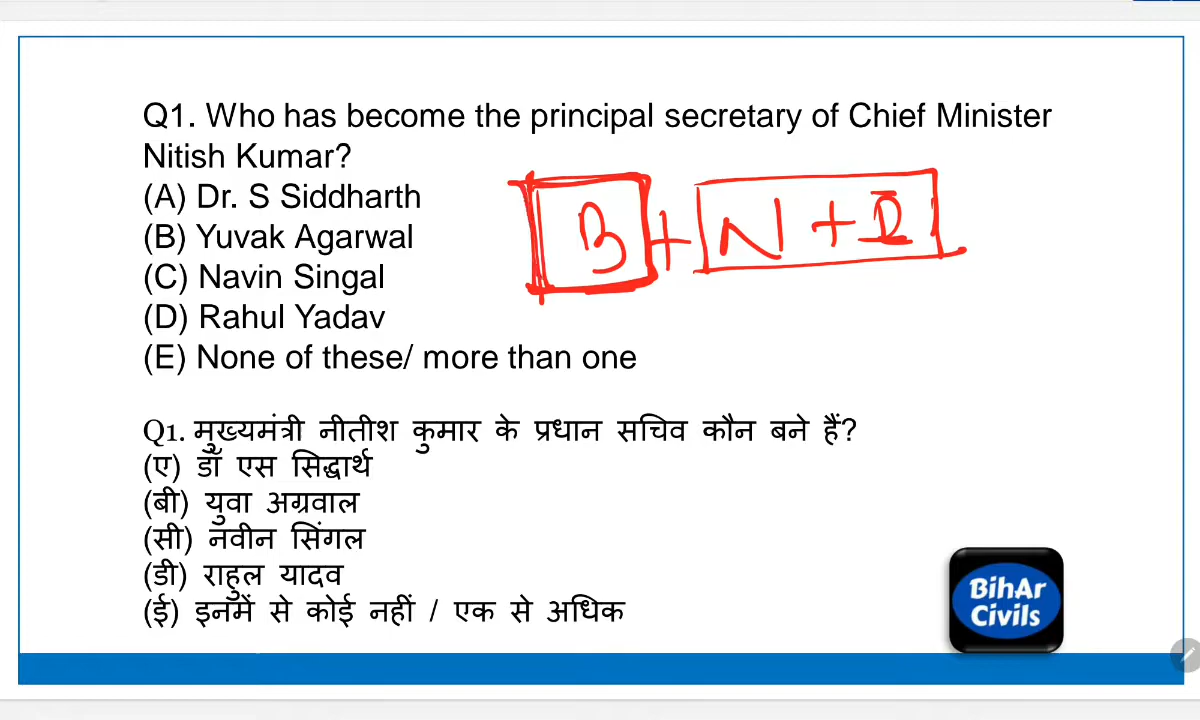 Q1. Who has become the principal secretary of Chief Minister
Nitish Kumar?
(A) Dr. S Siddharth
(B) Yuvak Agarwal
(C) Navin Singal
(D) Rahul Yadav
(E) None of these/ more than one
B + N + I
Q1. मुख्यमंत्री नीतीश कुमार के प्रधान सचिव कौन बने हैं?
(ए) डॉ एस सिद्धार्थ
(बी) युवा अग्रवाल
(सी) नवीन सिंगल
(डी) राहुल यादव
(ई) इनमें से कोई नहीं / एक से अधिक
BihAr
Civils